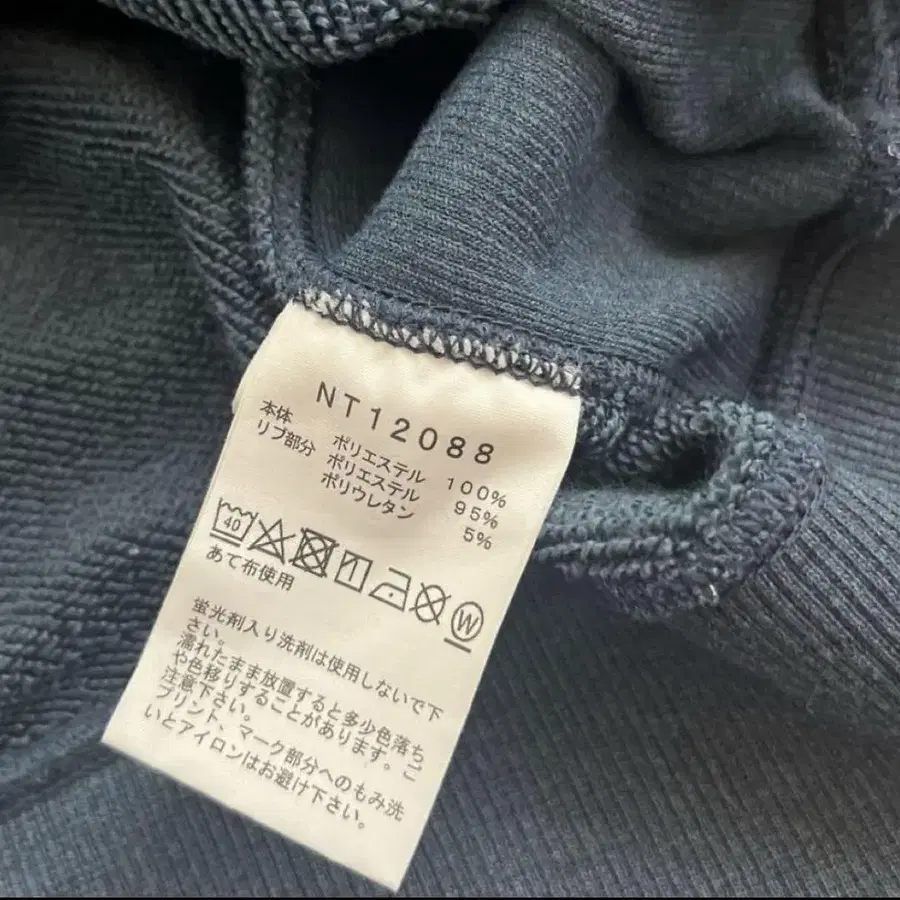 NT12088
本体 ポリエステル 100%
リブ部分 ポリエステル 95%
ポリウレタン 5%
40 W
あて布使用
蛍光剤入り洗剤は使用しないで下
さい。
濡れたまま放置すると多少色落ち
や色移りすることがあります。ご
注意下さい。
プリント、マーク部分へのもみ洗
いとアイロンはお避け下さい。